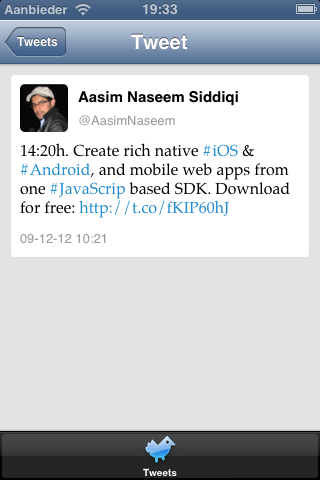 Aanbieder 19:33
Tweets Tweet
Aasim Naseem Siddiqi
@AasimNaseem
14:20h. Create rich native #iOS &
#Android, and mobile web apps from
one #JavaScrip based SDK. Download
for free: http://t.co/fKIP60hJ
09-12-12 10:21
Tweets